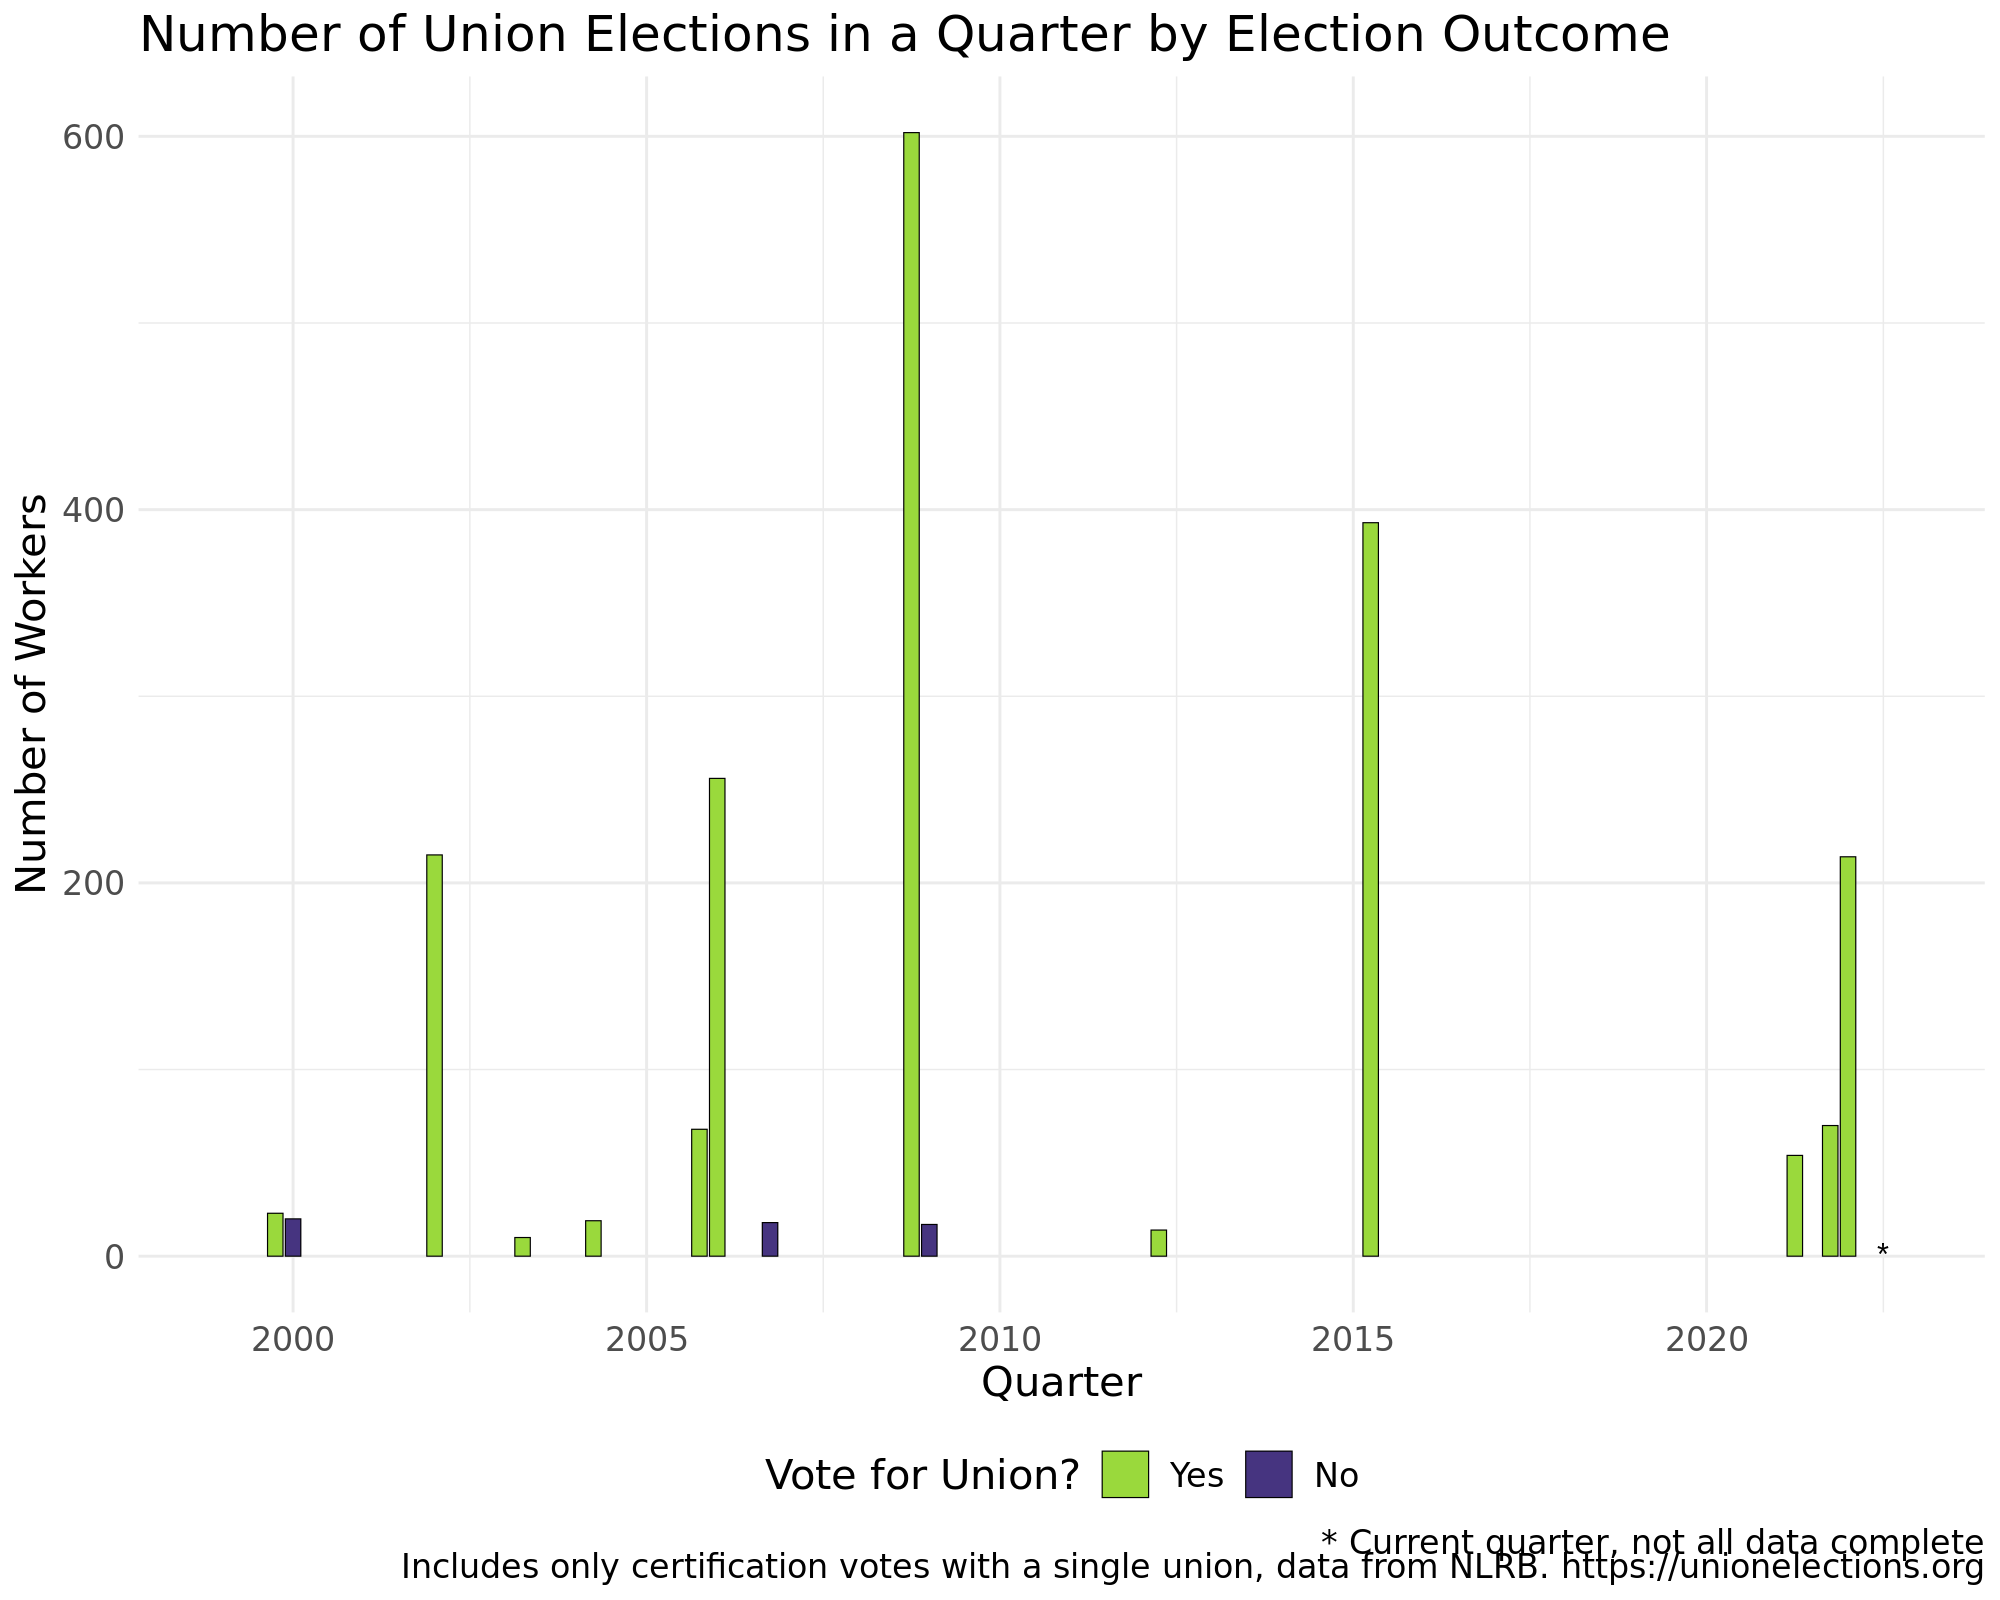 Number of Union Elections in a Quarter by Election Outcome
Number of Workers
600
400
200
0
*
2000 2005 2010 2015 2020
Quarter
Vote for Union? Yes No
* Current quarter, not all data complete
Includes only certification votes with a single union, data from NLRB. https://unionelections.org